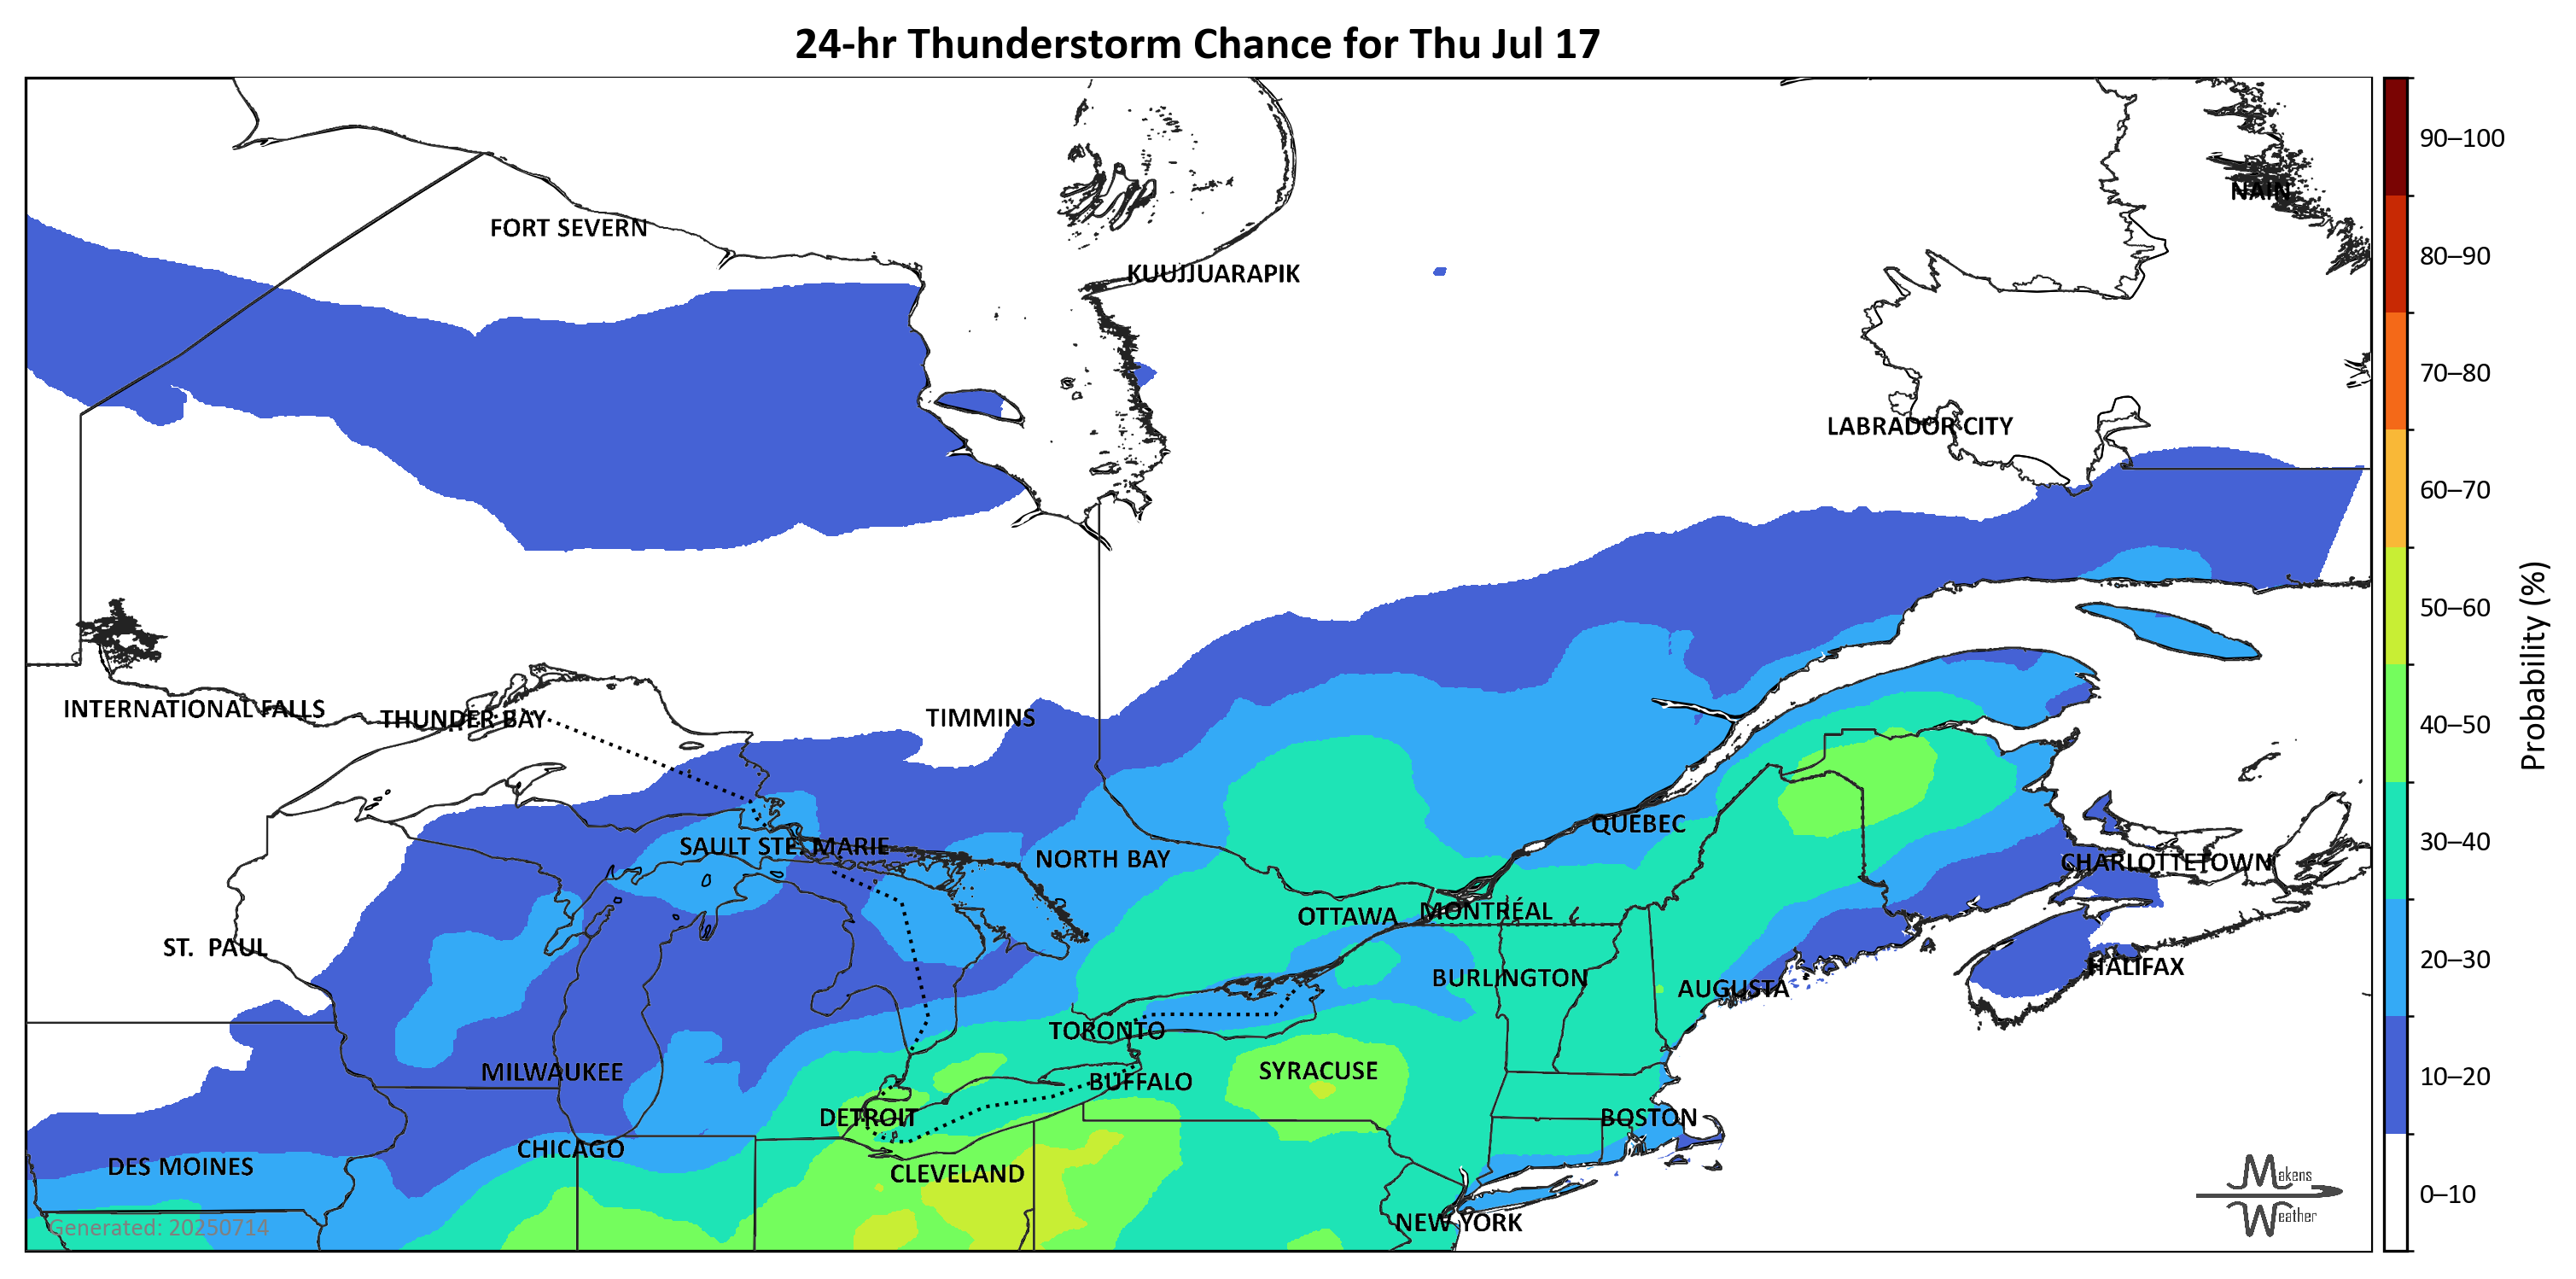 24-hr Thunderstorm Chance for Thu Jul 17
90–100
NAIN
FORT SEVERN
80–90
KUUJJUARAPIK
70–80
LABRADOR CITY
60–70
50–60
Probability (%)
INTERNATIONAL FALLS
THUNDER BAY
TIMMINS
40–50
QUEBEC
30–40
SAULT STE. MARIE
NORTH BAY
CHARLOTTETOWN
OTTAWA
MONTRÉAL
ST. PAUL
20–30
HALIFAX
BURLINGTON
AUGUSTA
TORONTO
MILWAUKEE
SYRACUSE
10–20
BUFFALO
DETROIT
BOSTON
CHICAGO
DES MOINES
CLEVELAND
Makens
Weather
0–10
NEW YORK
Generated: 20250714